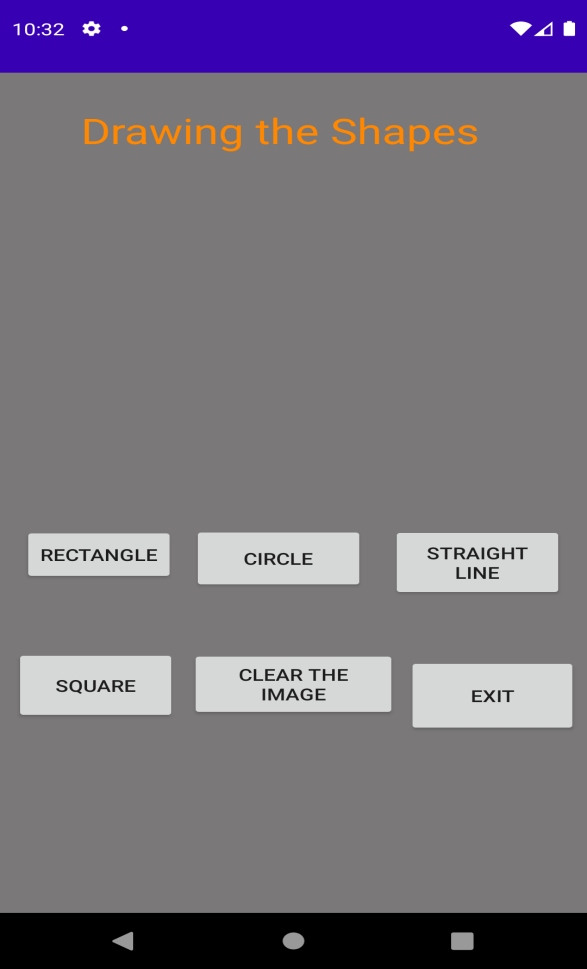 10:32
Drawing the Shapes
RECTANGLE
CIRCLE
STRAIGHT
LINE
SQUARE
CLEAR THE
IMAGE
EXIT